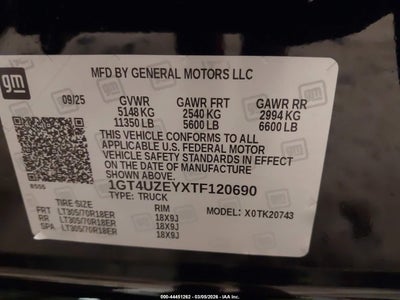 gm
MFD BY GENERAL MOTORS LLC
09/25 GVWR GAWR FRT GAWR RR
5148 KG 2540 KG 2994 KG
11350 LB 5600 LB 6600 LB
THIS VEHICLE CONFORMS TO ALL
APPLICABLE U.S. FEDERAL MOTOR
VEHICLE SAFETY STANDARDS IN EFFECT
ON THE DATE OF MANUFACTURE
SHOWN ABOVE.
1GT4UZEYXTF120690
TYPE: TRUCK
TIRE SIZE RIM MODEL: X0TK20743
FRT LT305/70R18ER 18X9J
RR LT305/70R18ER 18X9J
SPA LT305/70R18ER 18X9J
000-44451262 - 03/05/2026 - IAA Inc.